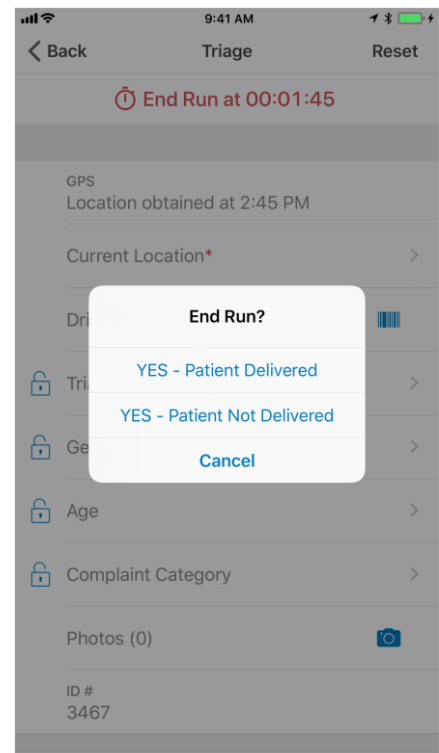 9:41 AM
Back Triage Reset
End Run at 00:01:45
GPS
Location obtained at 2:45 PM
Current Location*
End Run?
YES - Patient Delivered
YES - Patient Not Delivered
Cancel
Age
Complaint Category
Photos (0)
ID #
3467